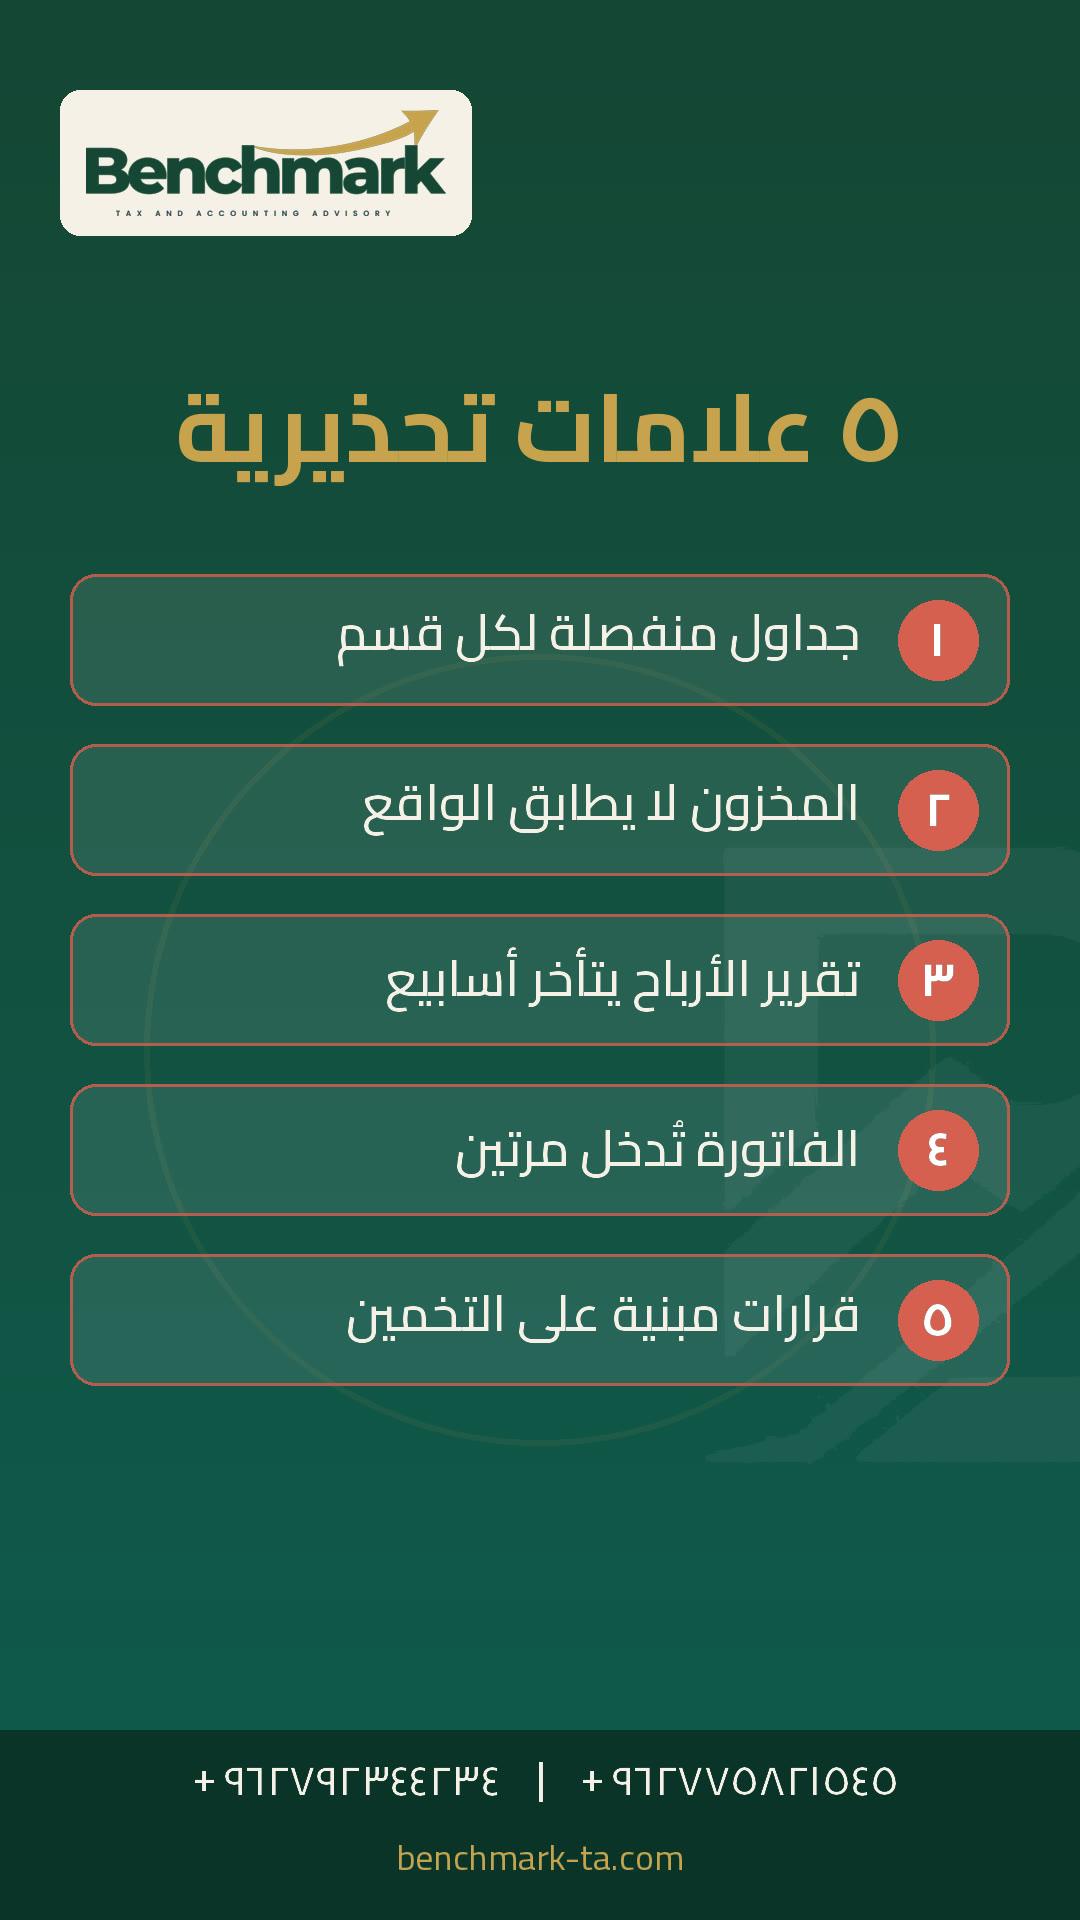 Benchmark
TAX AND ACCOUNTING ADVISORY
٥ علامات تحذيرية
١ جداول منفصلة لكل قسم
٢ المخزون لا يطابق الواقع
٣ تقرير الأرباح يتأخر أسابيع
٤ الفاتورة تُدخل مرتين
٥ قرارات مبنية على التخمين
+٩٦٢٧٩٢٣٤٤٢٣٤ | +٩٦٢٧٧٥٨٢١٥٤٥
benchmark-ta.com